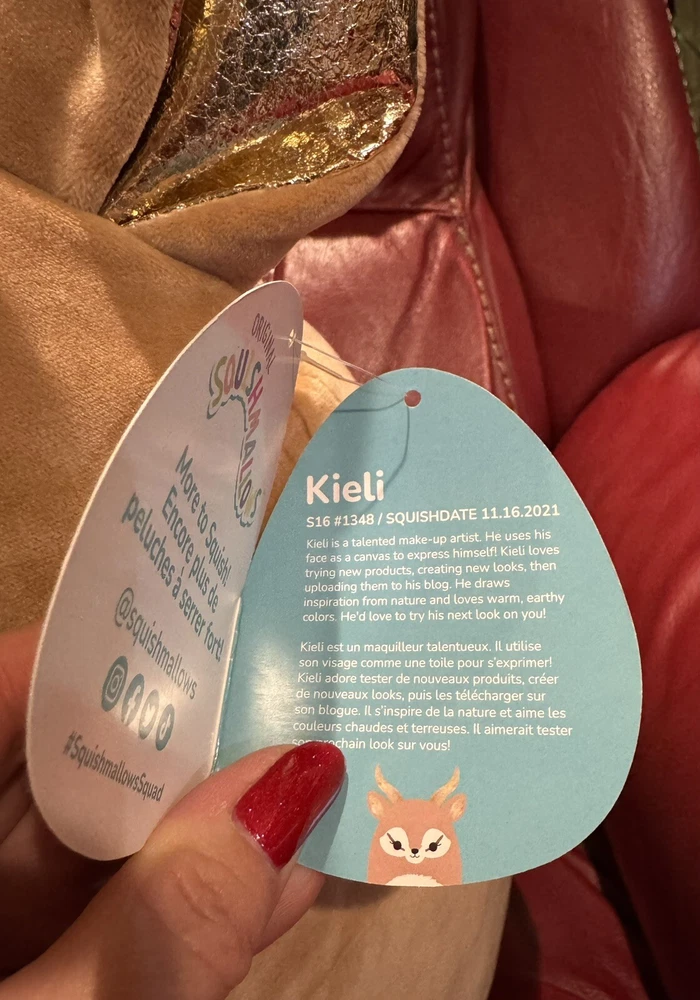 ORIGINAL
SQUISHMALLOWS
More to Squish!
Encore plus de
peluches à serrer fort!
@squishmallows
#SquishmallowsSquad
Kieli
S16 #1348 / SQUISHDATE 11.16.2021
Kieli is a talented make-up artist. He uses his
face as a canvas to express himself! Kieli loves
trying new products, creating new looks, then
uploading them to his blog. He draws
inspiration from nature and loves warm, earthy
colors. He'd love to try his next look on you!
Kieli est un maquilleur talentueux. Il utilise
son visage comme une toile pour s'exprimer!
Kieli adore tester de nouveaux produits, créer
de nouveaux looks, puis les télécharger sur
son blogue. Il s'inspire de la nature et aime les
couleurs chaudes et terreuses. Il aimerait tester
son prochain look sur vous!